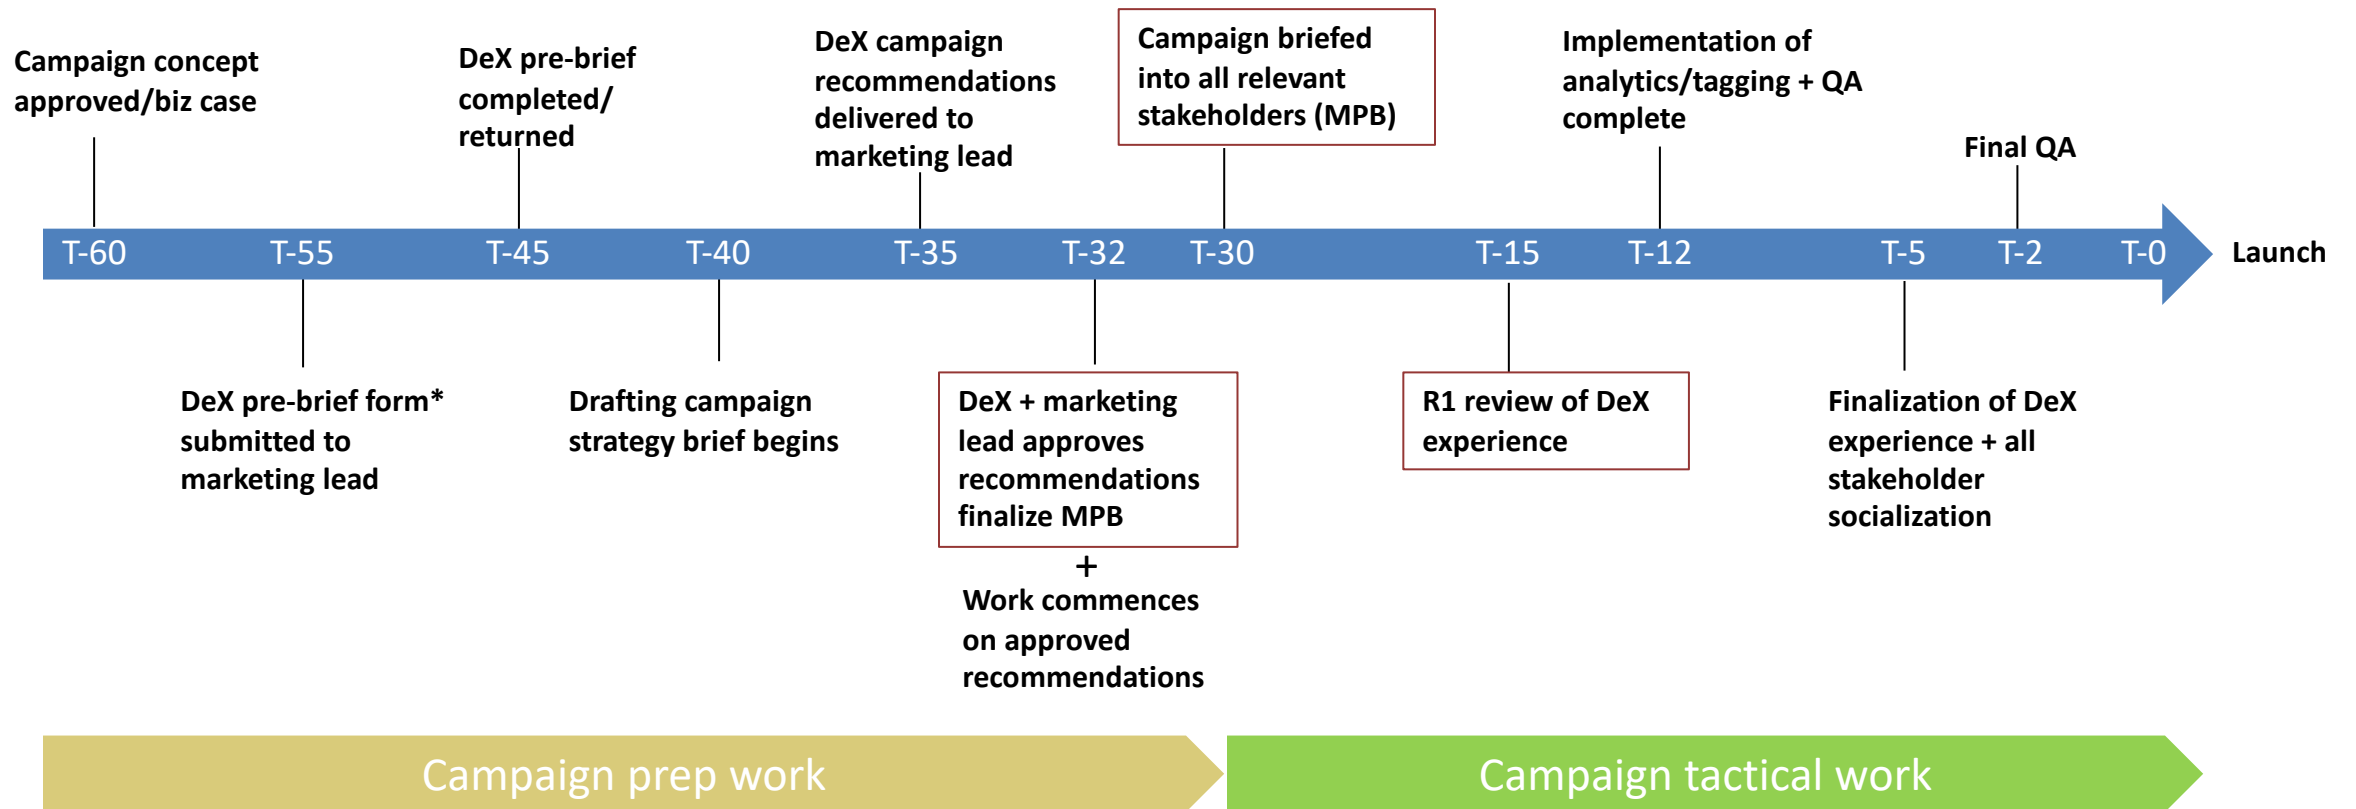 Campaign concept
approved/biz case
DeX pre-brief
completed/
returned
DeX campaign
recommendations
delivered to
marketing lead
Campaign briefed
into all relevant
stakeholders (MPB)
Implementation of
analytics/tagging + QA
complete
Final QA
T-60
T-55
T-45
T-40
T-35
T-32
T-30
T-15
T-12
T-5
T-2
T-0
Launch
DeX pre-brief form*
submitted to
marketing lead
Drafting campaign
strategy brief begins
DeX + marketing
lead approves
recommendations
finalize MPB
+
Work commences
on approved
recommendations
R1 review of DeX
experience
Finalization of DeX
experience + all
stakeholder
socialization
Campaign prep work
Campaign tactical work